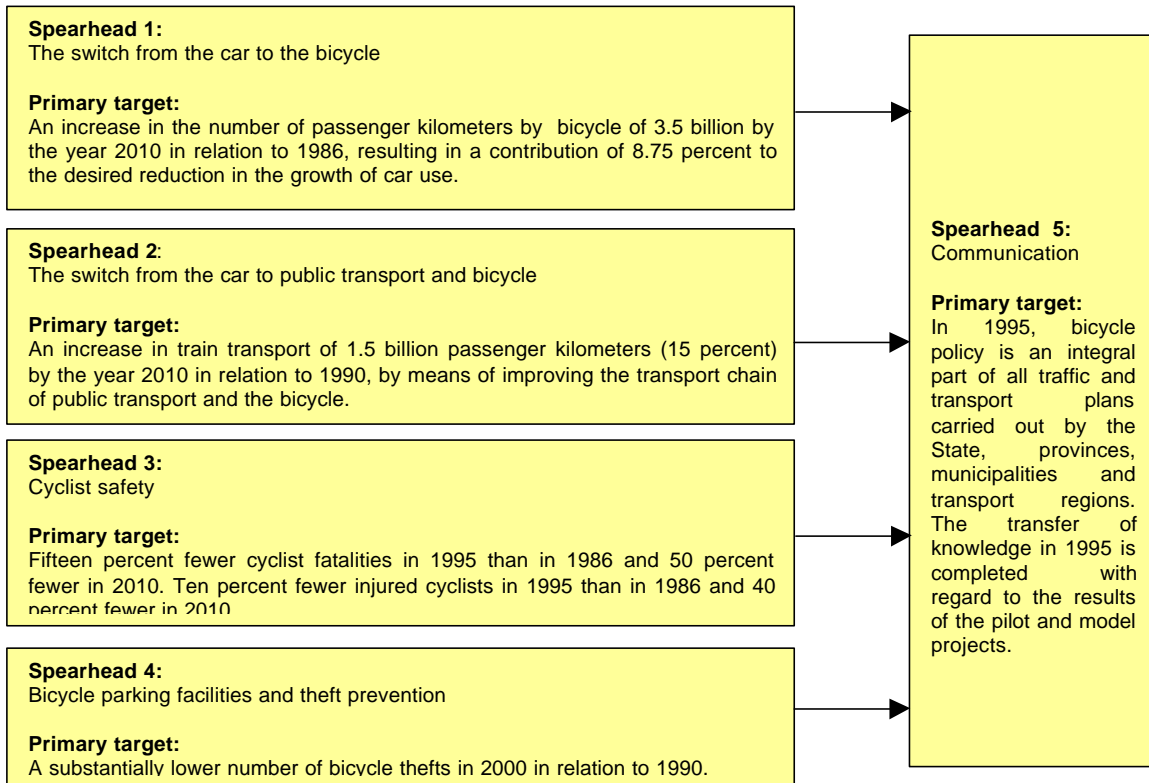 Spearhead 1:
The switch from the car to the bicycle
Primary target:
An increase in the number of passenger kilometers by bicycle of 3.5 billion by
the year 2010 in relation to 1986, resulting in a contribution of 8.75 percent to
the desired reduction in the growth of car use.
Spearhead 2:
The switch from the car to public transport and bicycle
Primary target:
An increase in train transport of 1.5 billion passenger kilometers (15 percent)
by the year 2010 in relation to 1990, by means of improving the transport chain
of public transport and the bicycle.
Spearhead 3:
Cyclist safety
Primary target:
Fifteen percent fewer cyclist fatalities in 1995 than in 1986 and 50 percent
fewer in 2010. Ten percent fewer injured cyclists in 1995 than in 1986 and 40
percent fewer in 2010
Spearhead 4:
Bicycle parking facilities and theft prevention
Primary target:
A substantially lower number of bicycle thefts in 2000 in relation to 1990.
Spearhead 5:
Communication
Primary target:
In 1995, bicycle
policy is an integral
part of all traffic and
transport plans
carried out by the
State, provinces,
municipalities and
transport regions.
The transfer of
knowledge in 1995 is
completed with
regard to the results
of the pilot and model
projects.